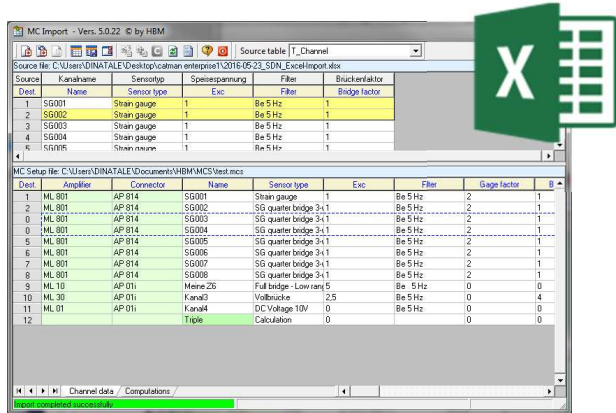 MC Import - Vers. 5.0.22 © by HBM
Source table T_Channel
Source file: C:\Users\DINATALE\Desktop\catman enterprise1\2016-05-23_SDN_ExcelImport.xlsx
Source Kanalname Sensortyp Speisespannung Filter Brückenfaktor
Dest. Name Sensor type Exc Filter Bridge factor
1 SG001 Strain gauge 1 Be 5 Hz 1
2 SG002 Strain gauge 1 Be 5 Hz 1
3 SG003 Strain gauge 1 Be 5 Hz 1
4 SG004 Strain gauge 1 Be 5 Hz 1
5 SG005 Strain gauge 1 Be 5 Hz 1
MC Setup file: C:\Users\DINATALE\Documents\HBM\MCS\test.mcs
Dest. Amplifier Connector Name Sensor type Exc Filter Gage factor B
1 ML 801 AP 814 SG001 Strain gauge 1 Be 5 Hz 2 1
2 ML 801 AP 814 SG002 SG quarter bridge 3-( 1 Be 5 Hz 2 1
3 ML 801 AP 814 SG003 SG quarter bridge 3-( 1 Be 5 Hz 2 1
0 ML 801 AP 814 SG004 SG quarter bridge 3-( 1 Be 5 Hz 2 1
5 ML 801 AP 814 SG005 SG quarter bridge 3-( 1 Be 5 Hz 2 1
6 ML 801 AP 814 SG006 SG quarter bridge 3-( 1 Be 5 Hz 2 1
7 ML 801 AP 814 SG007 SG quarter bridge 3-( 1 Be 5 Hz 2 1
8 ML 801 AP 814 SG008 SG quarter bridge 3-( 1 Be 5 Hz 2 1
9 ML 10 AP 01i Meine Z6 Full bridge - Low rang 5 Be 5 Hz 0 0
10 ML 30 AP 01i Kanal3 Vollbrücke 2,5 Be 5 Hz 0 4
11 ML 01 AP 01i Kanal4 DC Voltage 10V 0 Be 5 Hz 0 0
12 Triple Calculation 0 0 0
Channel data Computations
Import completed successfully
X